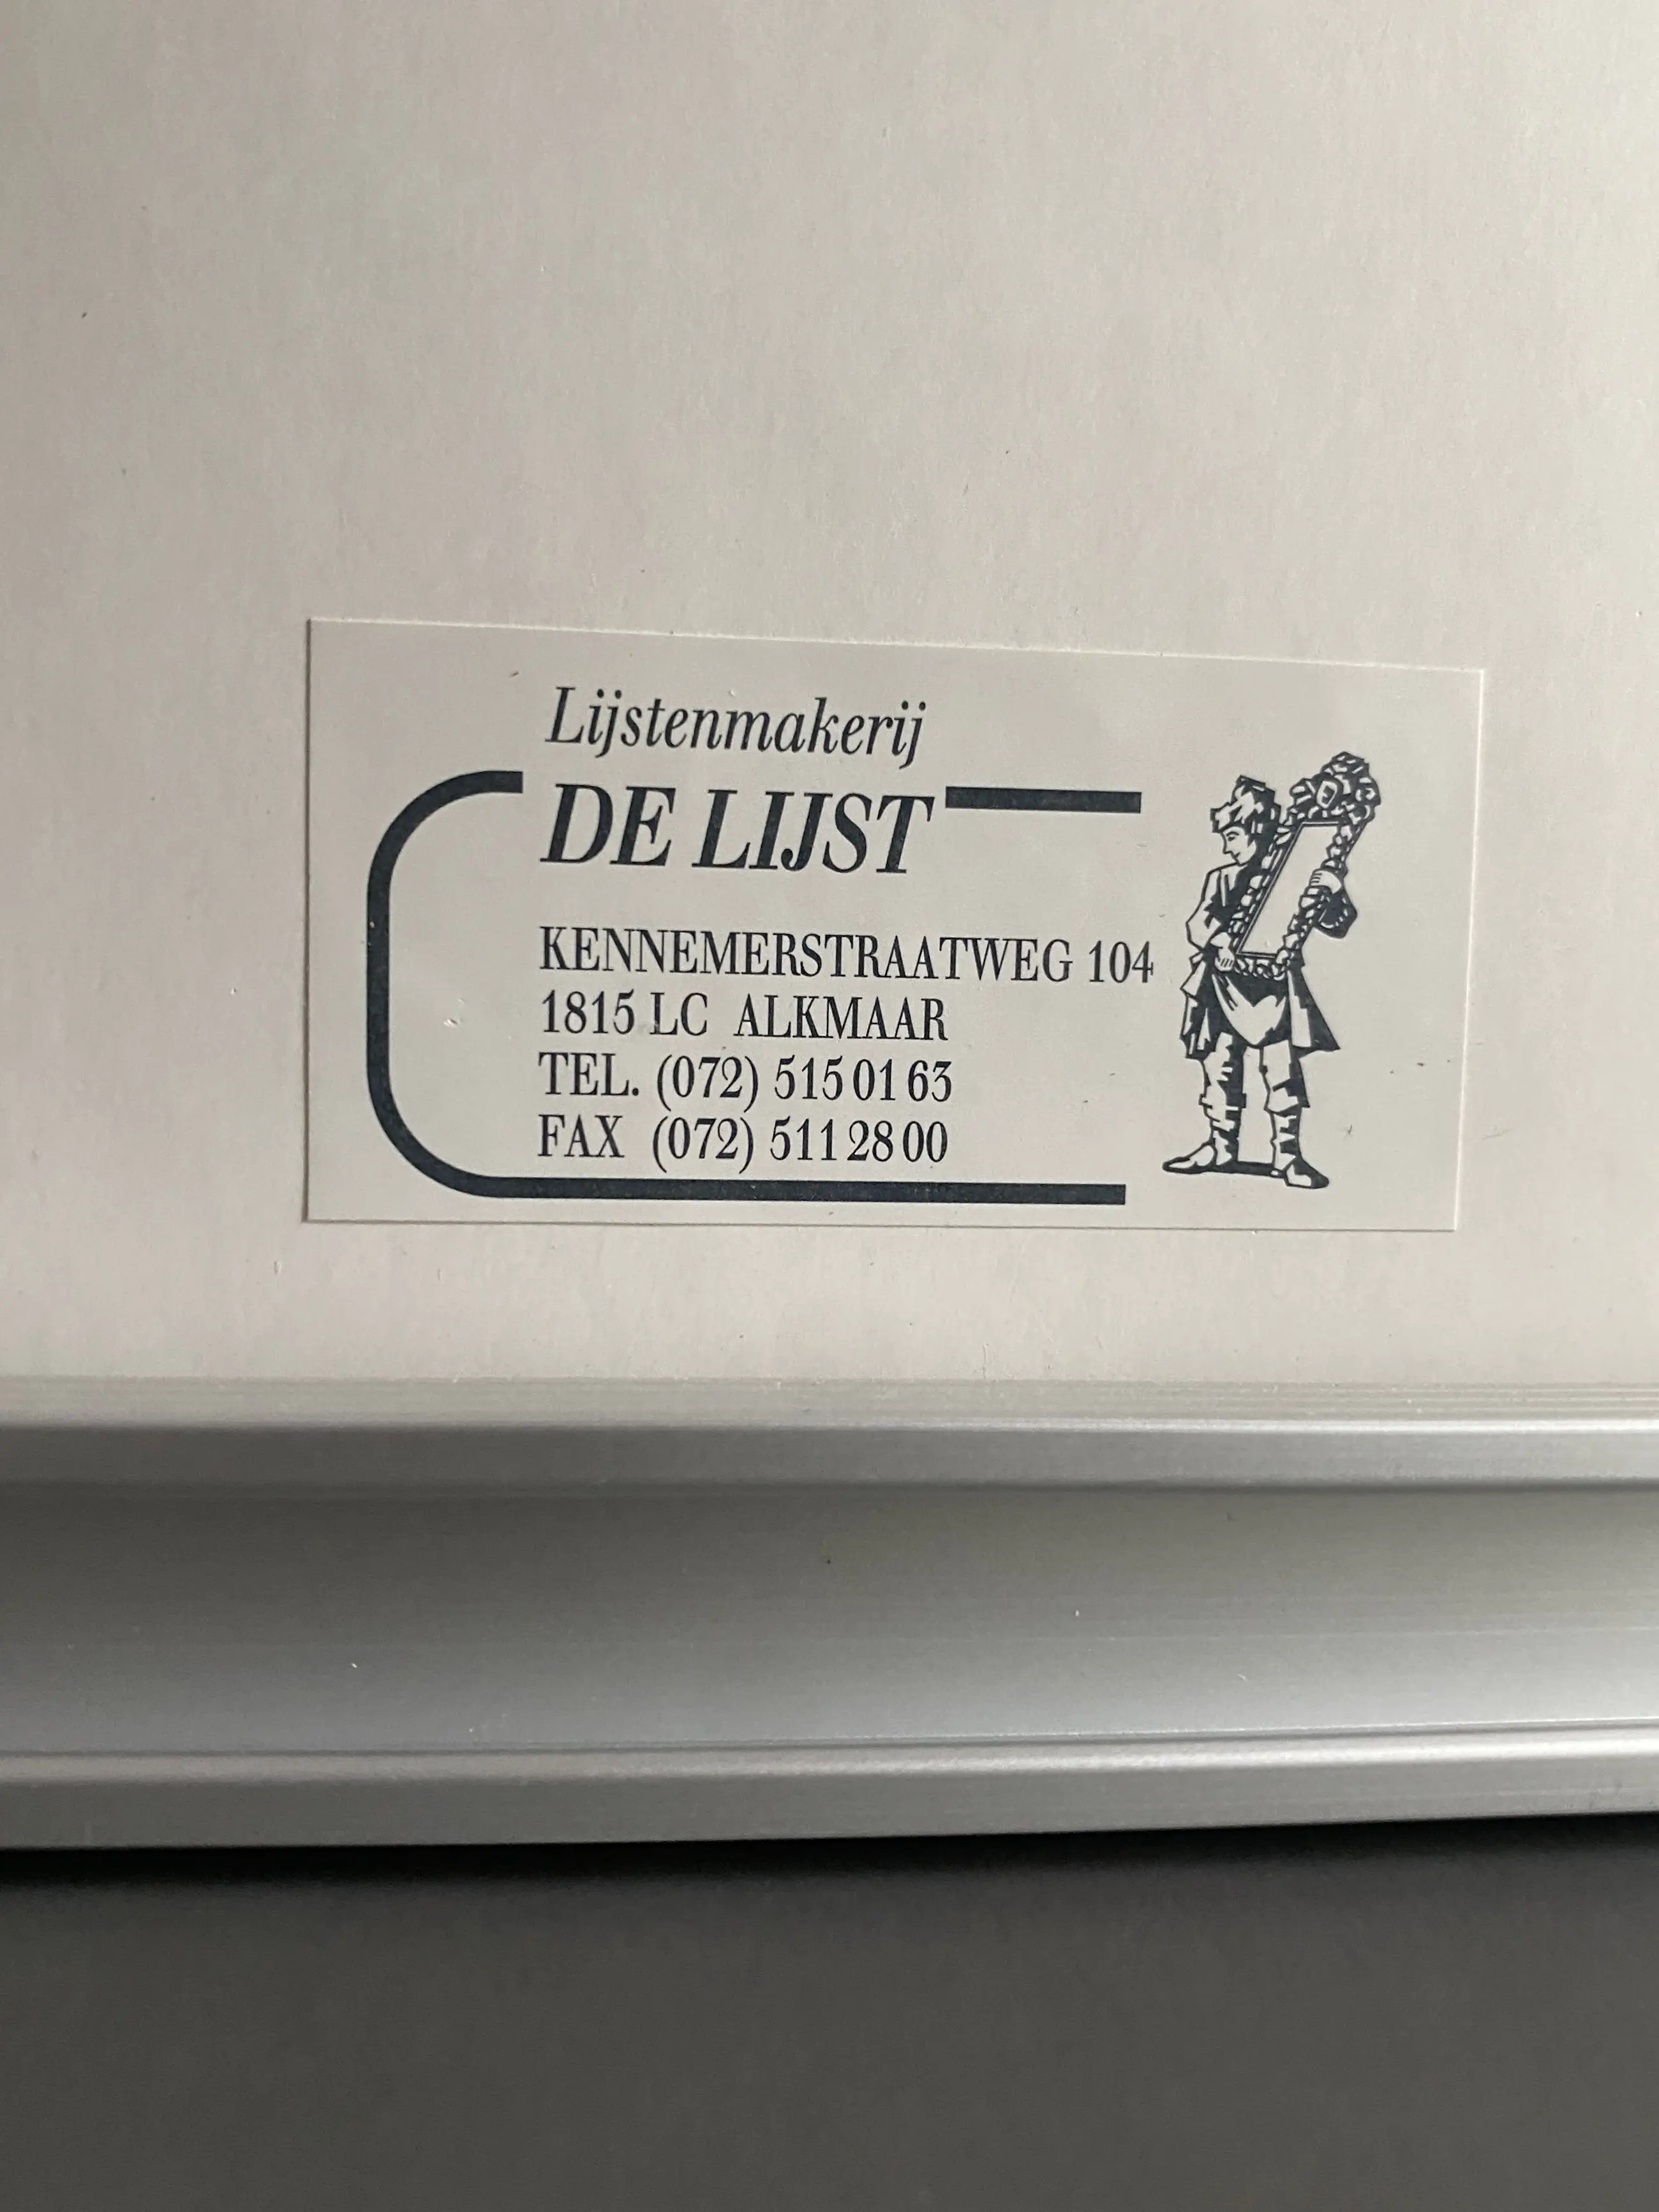 Lijstenmakerij
DE LIJST
KENNEMERSTRAATWEG 104
1815 LC ALKMAAR
TEL. (072) 515 01 63
FAX (072) 511 28 00